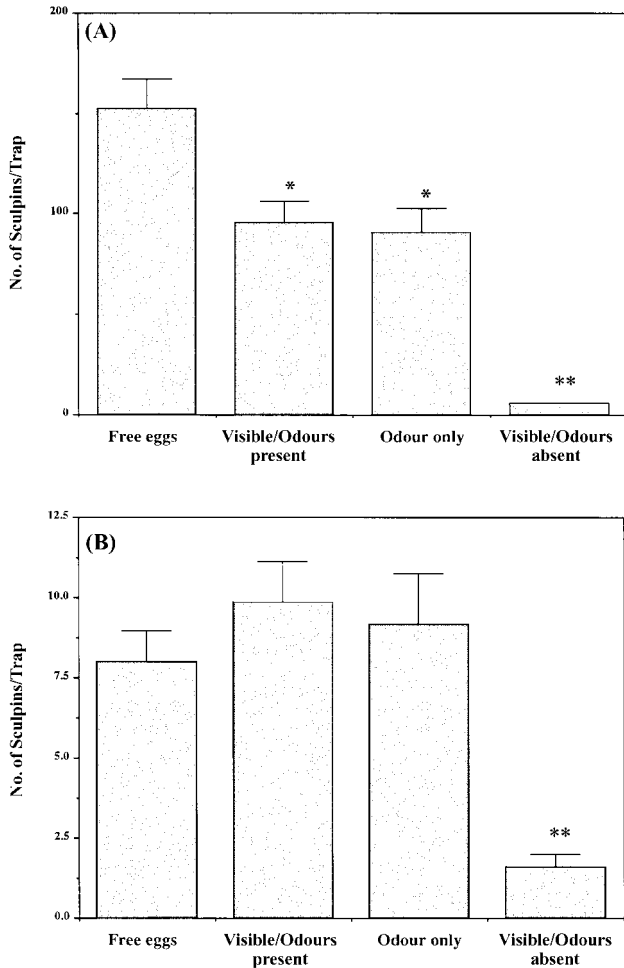 (A)
No. of Sculpins/Trap
200
100
0
*
*
**
Free eggs
Visible/Odours
present
Odour only
Visible/Odours
absent
(B)
No. of Sculpins/Trap
12.5
10.0
7.5
5.0
2.5
0.0
**
Free eggs
Visible/Odours
present
Odour only
Visible/Odours
absent